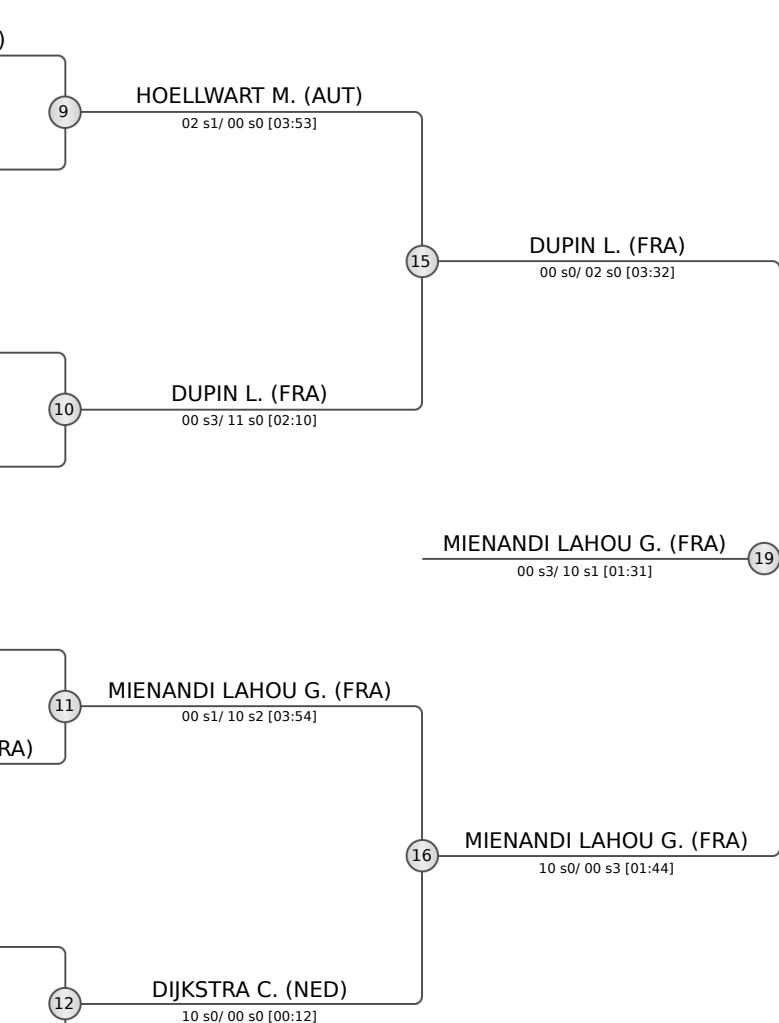 )
HOELLWART M. (AUT)
9
02 s1/ 00 s0 [03:53]
DUPIN L. (FRA)
15
00 s0/ 02 s0 [03:32]
DUPIN L. (FRA)
10
00 s3/ 11 s0 [02:10]
MIENANDI LAHOU G. (FRA)
19
00 s3/ 10 s1 [01:31]
MIENANDI LAHOU G. (FRA)
11
00 s1/ 10 s2 [03:54]
RA)
MIENANDI LAHOU G. (FRA)
16
10 s0/ 00 s3 [01:44]
DIJKSTRA C. (NED)
12
10 s0/ 00 s0 [00:12]